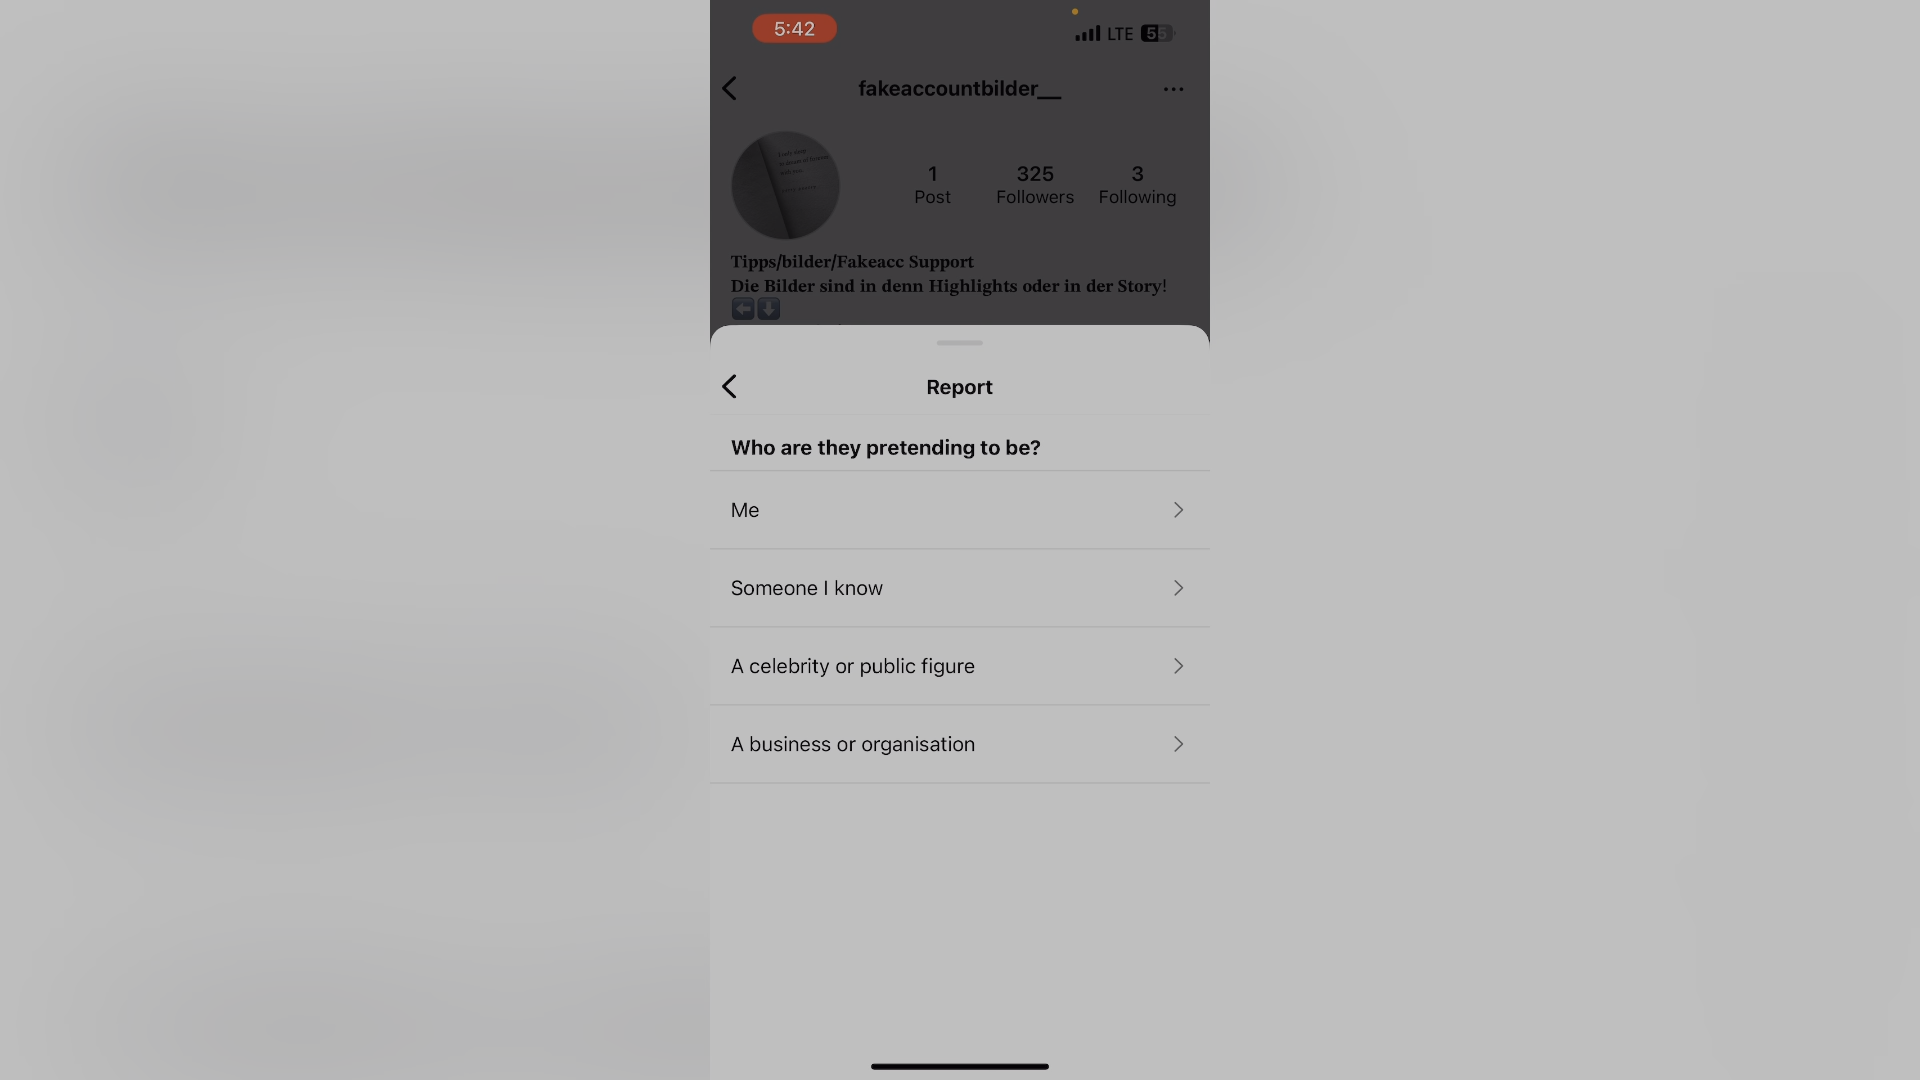 5:42
LTE 55
fakeaccountbilder__
1
Post
325
Followers
3
Following
Tipps/bilder/Fakeacc Support
Die Bilder sind in denn Highlights oder in der Story!
Report
Who are they pretending to be?
Me
Someone I know
A celebrity or public figure
A business or organisation